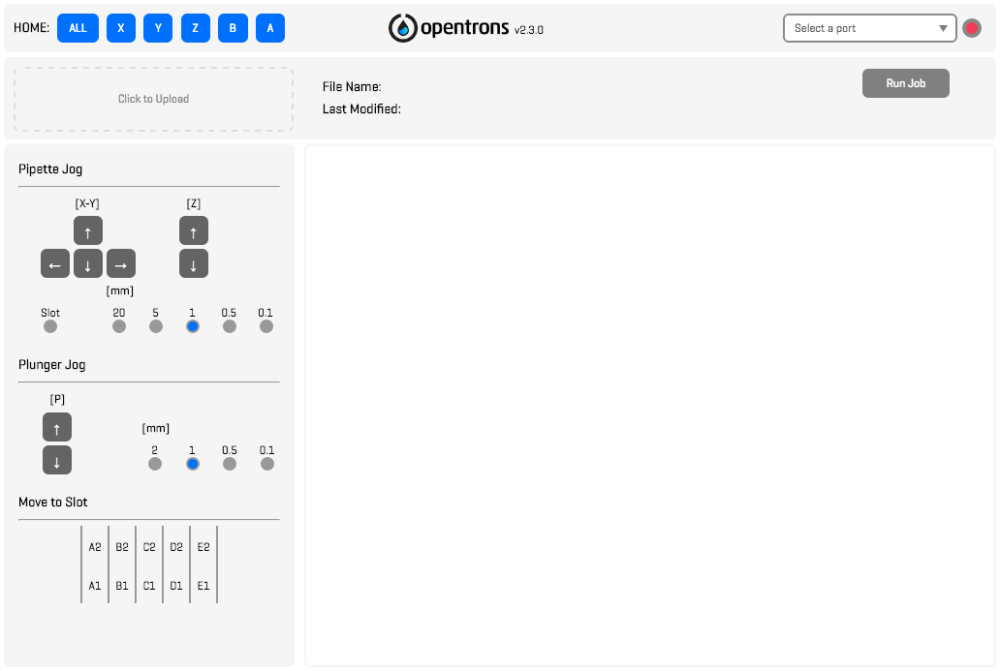 HOME: ALL X Y Z B A opentrons v2.3.0 Select a port
Click to Upload
File Name:
Last Modified:
Run Job
Pipette Jog
[X-Y] [Z]
↑ ↑
← ↓ → ↓
[mm]
Slot 20 5 1 0.5 0.1
Plunger Jog
[P]
↑
↓
[mm]
2 1 0.5 0.1
Move to Slot
A2 B2 C2 D2 E2
A1 B1 C1 D1 E1